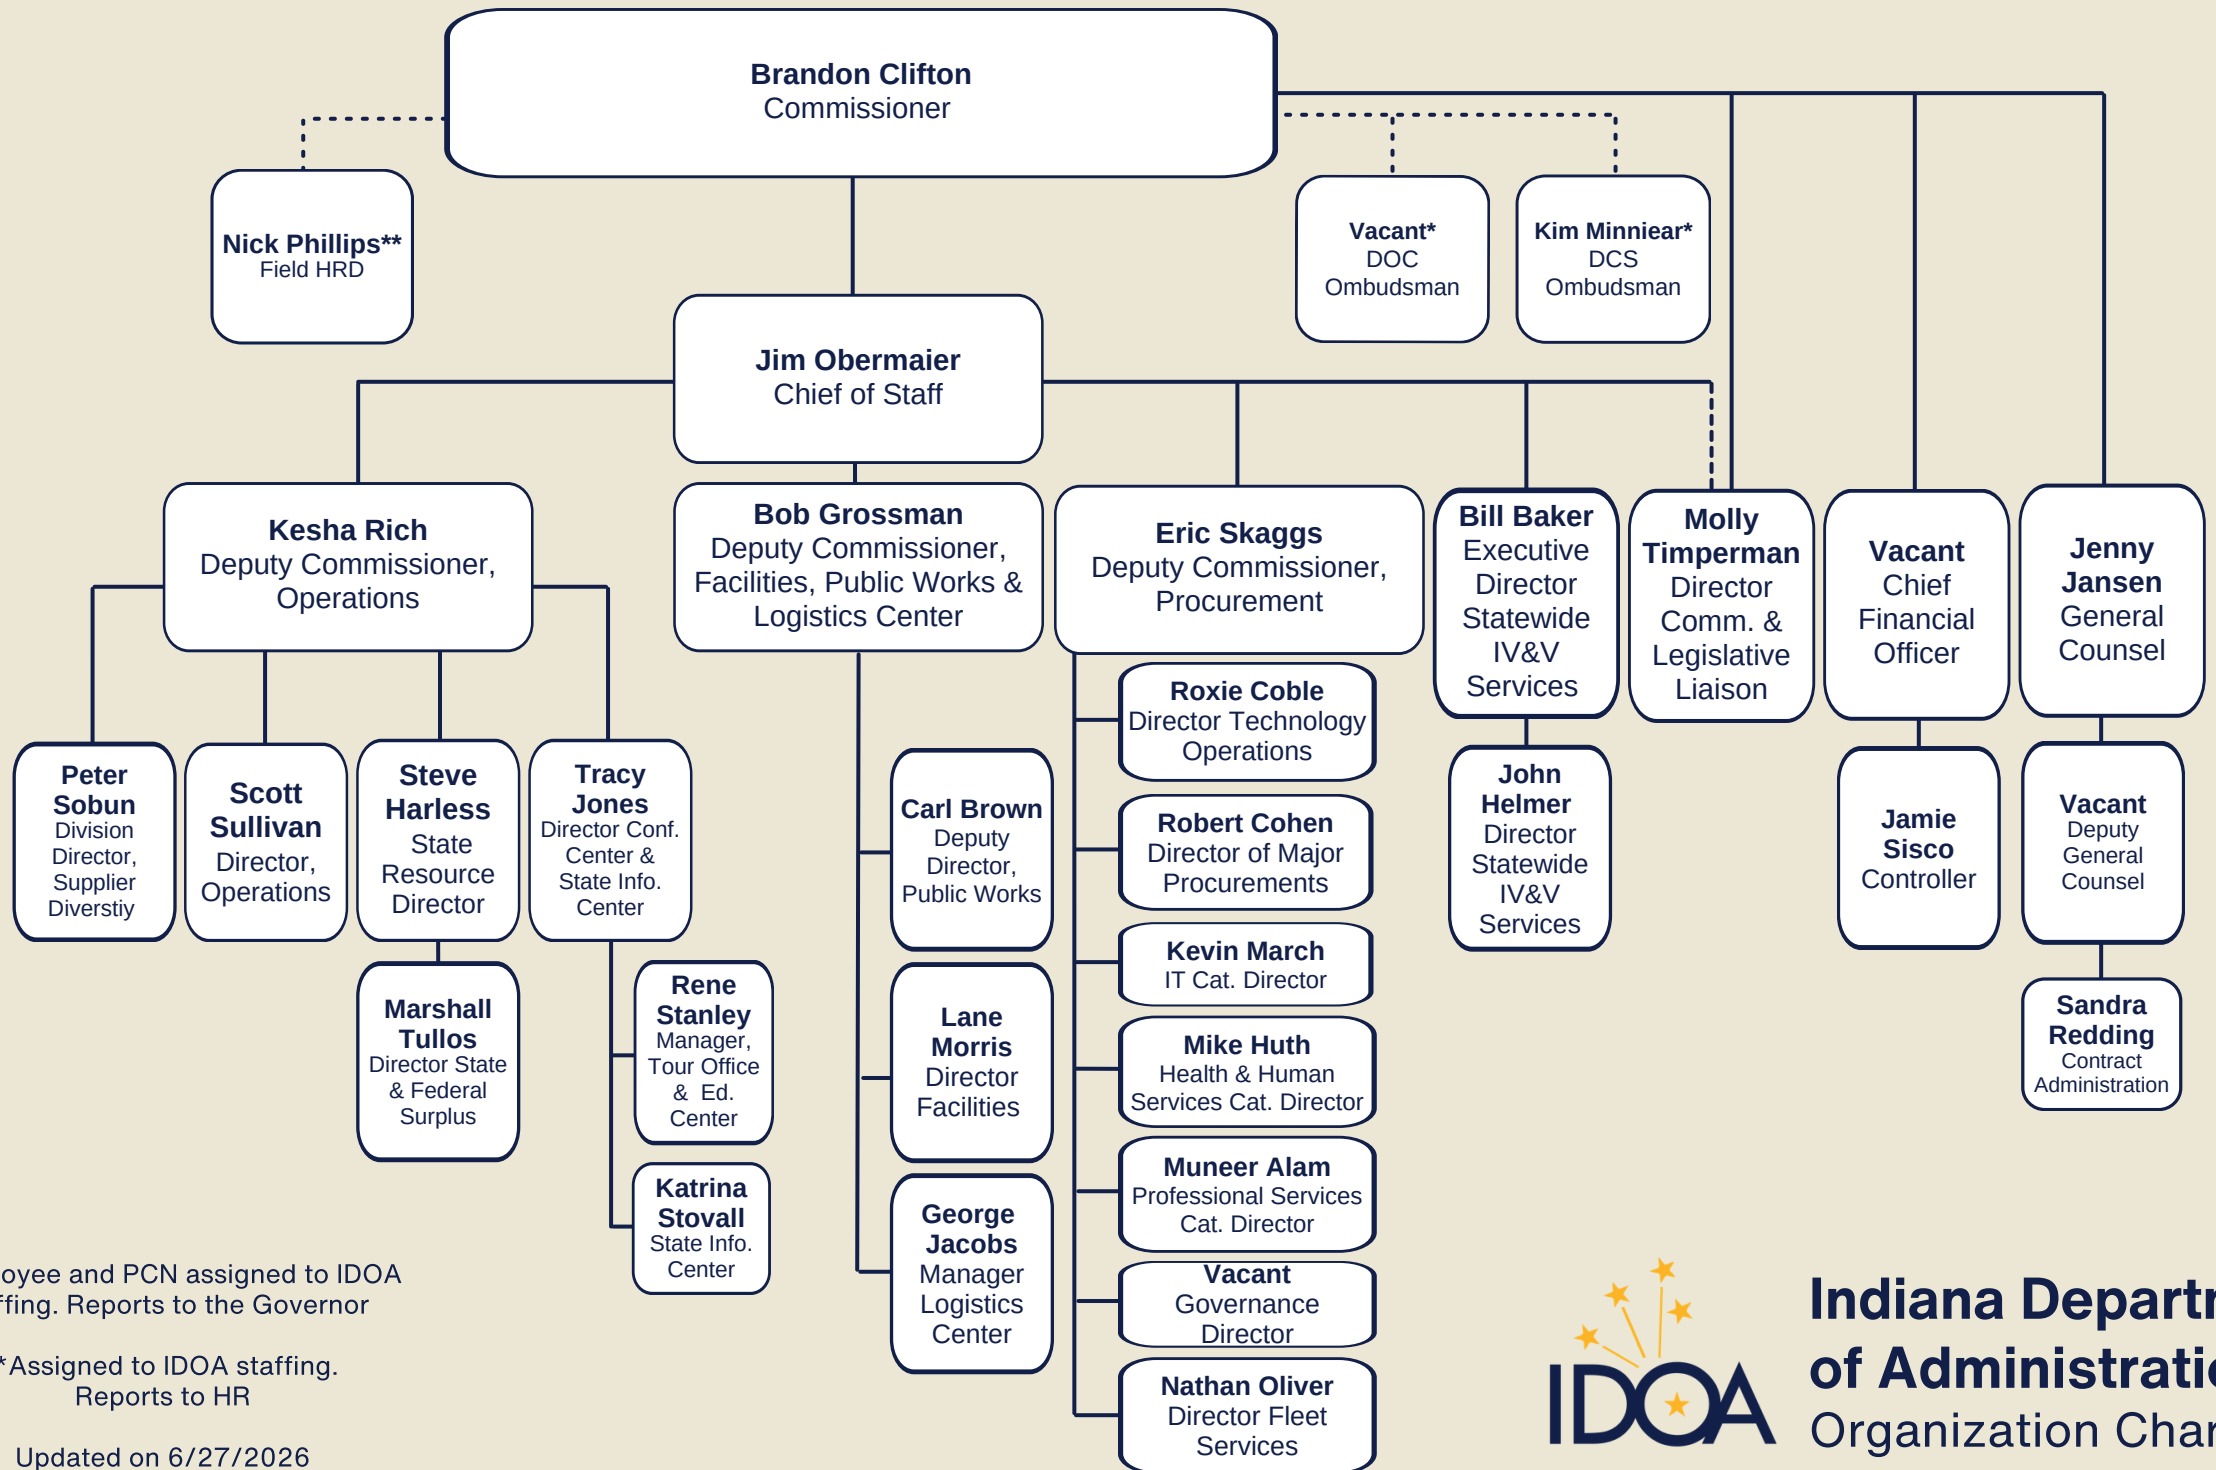 Brandon Clifton
Commissioner
Nick Phillips**
Field HRD
Vacant*
DOC
Ombudsman
Kim Minniear*
DCS
Ombudsman
Jim Obermaier
Chief of Staff
Kesha Rich
Deputy Commissioner,
Operations
Bob Grossman
Deputy Commissioner,
Facilities, Public Works &
Logistics Center
Eric Skaggs
Deputy Commissioner,
Procurement
Bill Baker
Executive
Director
Statewide
IV&V
Services
Molly
Timperman
Director
Comm. &
Legislative
Liaison
Vacant
Chief
Financial
Officer
Jenny
Jansen
General
Counsel
Peter
Sobun
Division
Director,
Supplier
Diverstiy
Scott
Sullivan
Director,
Operations
Steve
Harless
State
Resource
Director
Tracy
Jones
Director Conf.
Center &
State Info.
Center
Marshall
Tullos
Director State
& Federal
Surplus
Rene
Stanley
Manager,
Tour Office
& Ed.
Center
Katrina
Stovall
State Info.
Center
Carl Brown
Deputy
Director,
Public Works
Lane
Morris
Director
Facilities
George
Jacobs
Manager
Logistics
Center
Roxie Coble
Director Technology
Operations
Robert Cohen
Director of Major
Procurements
Kevin March
IT Cat. Director
Mike Huth
Health & Human
Services Cat. Director
Muneer Alam
Professional Services
Cat. Director
Vacant
Governance
Director
Nathan Oliver
Director Fleet
Services
John
Helmer
Director
Statewide
IV&V
Services
Jamie
Sisco
Controller
Vacant
Deputy
General
Counsel
Sandra
Redding
Contract
Administration
and PCN assigned to IDOA
Reports to the Governor
*Assigned to IDOA staffing.
Reports to HR
Updated on 6/27/2026
IDOA
Indiana
of
Organization